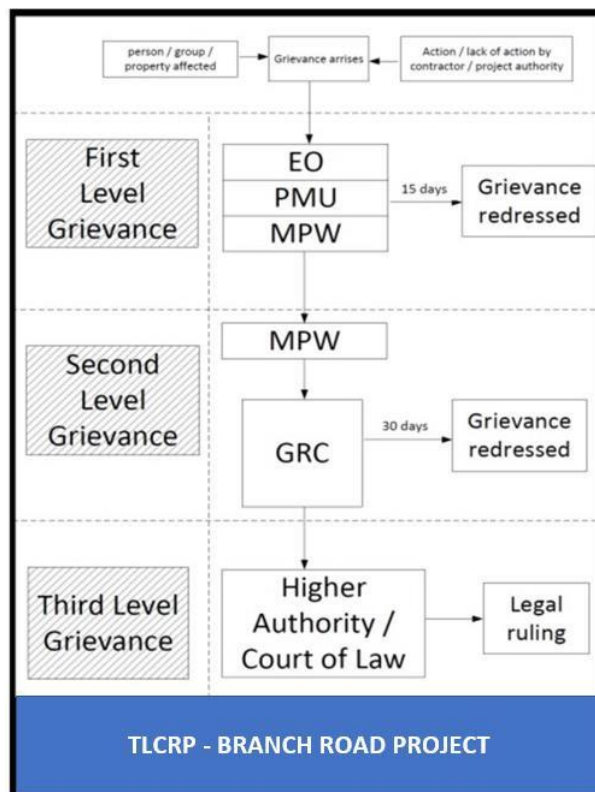 person / group /
property affected
Grievance arises
Action / lack of action by
contractor / project authority
First
Level
Grievance
EO
PMU
MPW
15 days
Grievance
redressed
Second
Level
Grievance
MPW
GRC
30 days
Grievance
redressed
Third Level
Grievance
Higher
Authority /
Court of Law
Legal
ruling
TLCRP - BRANCH ROAD PROJECT